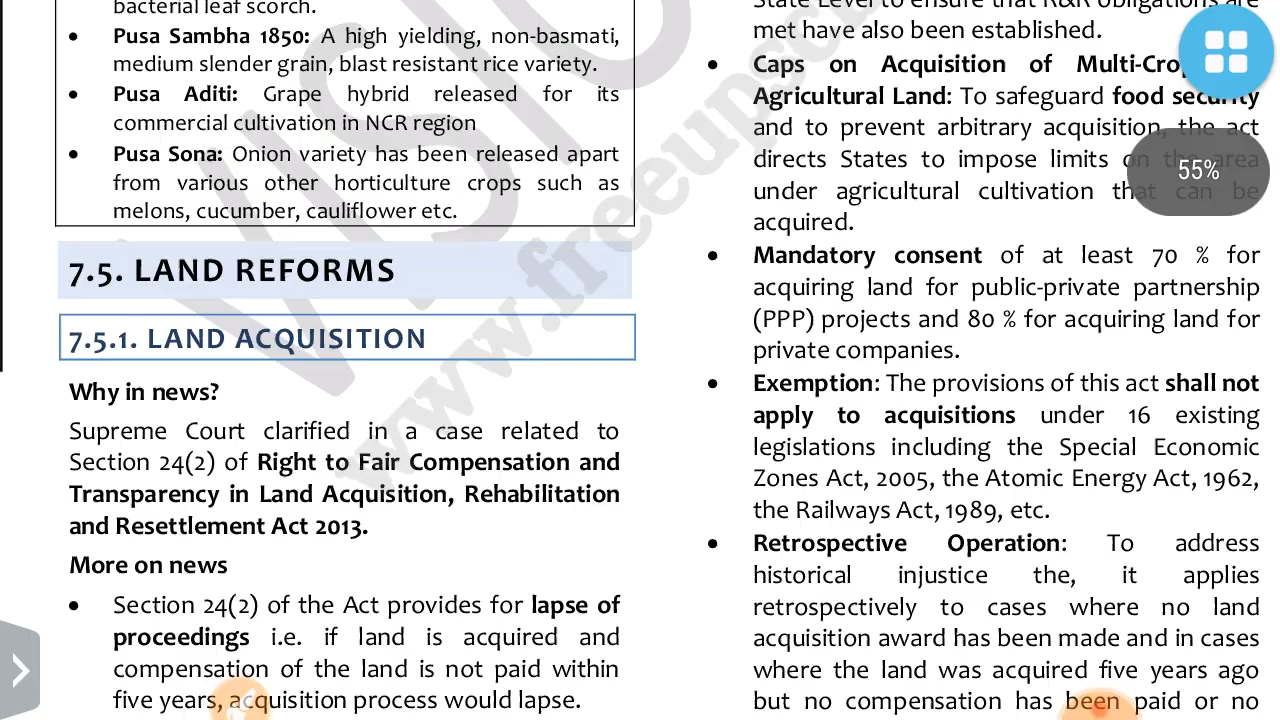 bacterial leaf scorch.
• Pusa Sambha 1850: A high yielding, non-basmati,
medium slender grain, blast resistant rice variety.
• Pusa Aditi: Grape hybrid released for its
commercial cultivation in NCR region
• Pusa Sona: Onion variety has been released apart
from various other horticulture crops such as
melons, cucumber, cauliflower etc.
7.5. LAND REFORMS
7.5.1. LAND ACQUISITION
Why in news?
Supreme Court clarified in a case related to
Section 24(2) of Right to Fair Compensation and
Transparency in Land Acquisition, Rehabilitation
and Resettlement Act 2013.
More on news
• Section 24(2) of the Act provides for lapse of
proceedings i.e. if land is acquired and
compensation of the land is not paid within
five years, acquisition process would lapse.
State Level to ensure that R&R obligations are
met have also been established.
• Caps on Acquisition of
Agricultural Land: To safeguard food security
and to prevent arbitrary acquisition, the act
directs States to impose limits on the area
under agricultural cultivation that can be
acquired.
• Mandatory consent of at least 70 % for
acquiring land for public-private partnership
(PPP) projects and 80 % for acquiring land for
private companies.
• Exemption: The provisions of this act shall not
apply to acquisitions under 16 existing
legislations including the Special Economic
Zones Act, 2005, the Atomic Energy Act, 1962,
the Railways Act, 1989, etc.
• Retrospective Operation: To address
historical injustice the, it applies
retrospectively to cases where no land
acquisition award has been made and in cases
where the land was acquired five years ago
but no compensation has been paid or no
55%